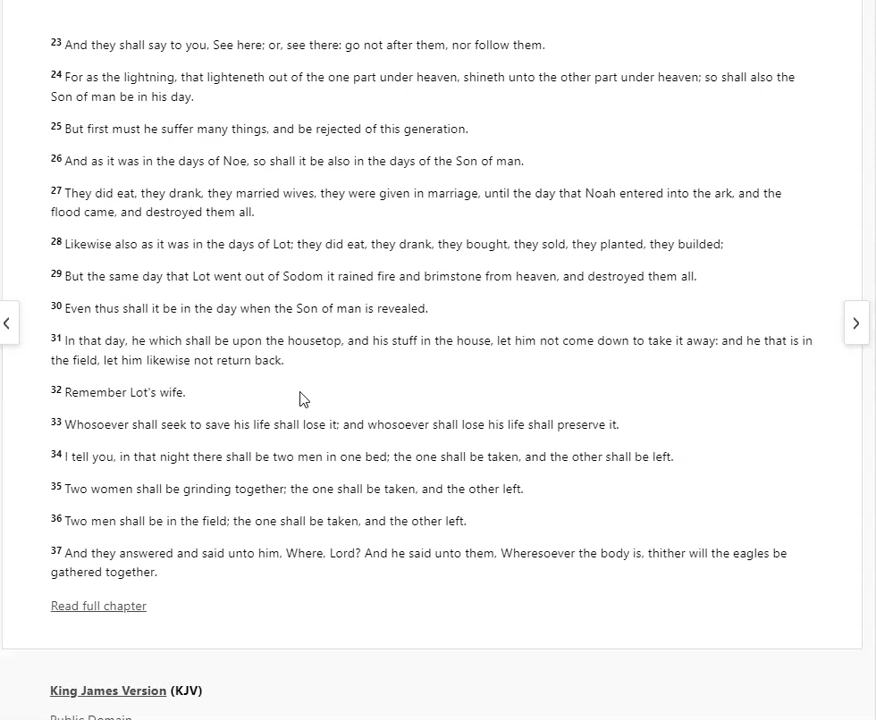 23 And they shall say to you, See here; or, see there: go not after them, nor follow them.
24 For as the lightning, that lighteneth out of the one part under heaven, shineth unto the other part under heaven; so shall also the
Son of man be in his day.
25 But first must he suffer many things, and be rejected of this generation.
26 And as it was in the days of Noe, so shall it be also in the days of the Son of man.
27 They did eat, they drank, they married wives, they were given in marriage, until the day that Noah entered into the ark, and the
flood came, and destroyed them all.
28 Likewise also as it was in the days of Lot; they did eat, they drank, they bought, they sold, they planted, they builded;
29 But the same day that Lot went out of Sodom it rained fire and brimstone from heaven, and destroyed them all.
30 Even thus shall it be in the day when the Son of man is revealed.
31 In that day, he which shall be upon the housetop, and his stuff in the house, let him not come down to take it away: and he that is in
the field, let him likewise not return back.
32 Remember Lot's wife.
33 Whosoever shall seek to save his life shall lose it; and whosoever shall lose his life shall preserve it.
34 I tell you, in that night there shall be two men in one bed; the one shall be taken, and the other shall be left.
35 Two women shall be grinding together; the one shall be taken, and the other left.
36 Two men shall be in the field; the one shall be taken, and the other left.
37 And they answered and said unto him, Where, Lord? And he said unto them, Wheresoever the body is, thither will the eagles be
gathered together.
Read full chapter
King James Version (KJV)
Public Domain